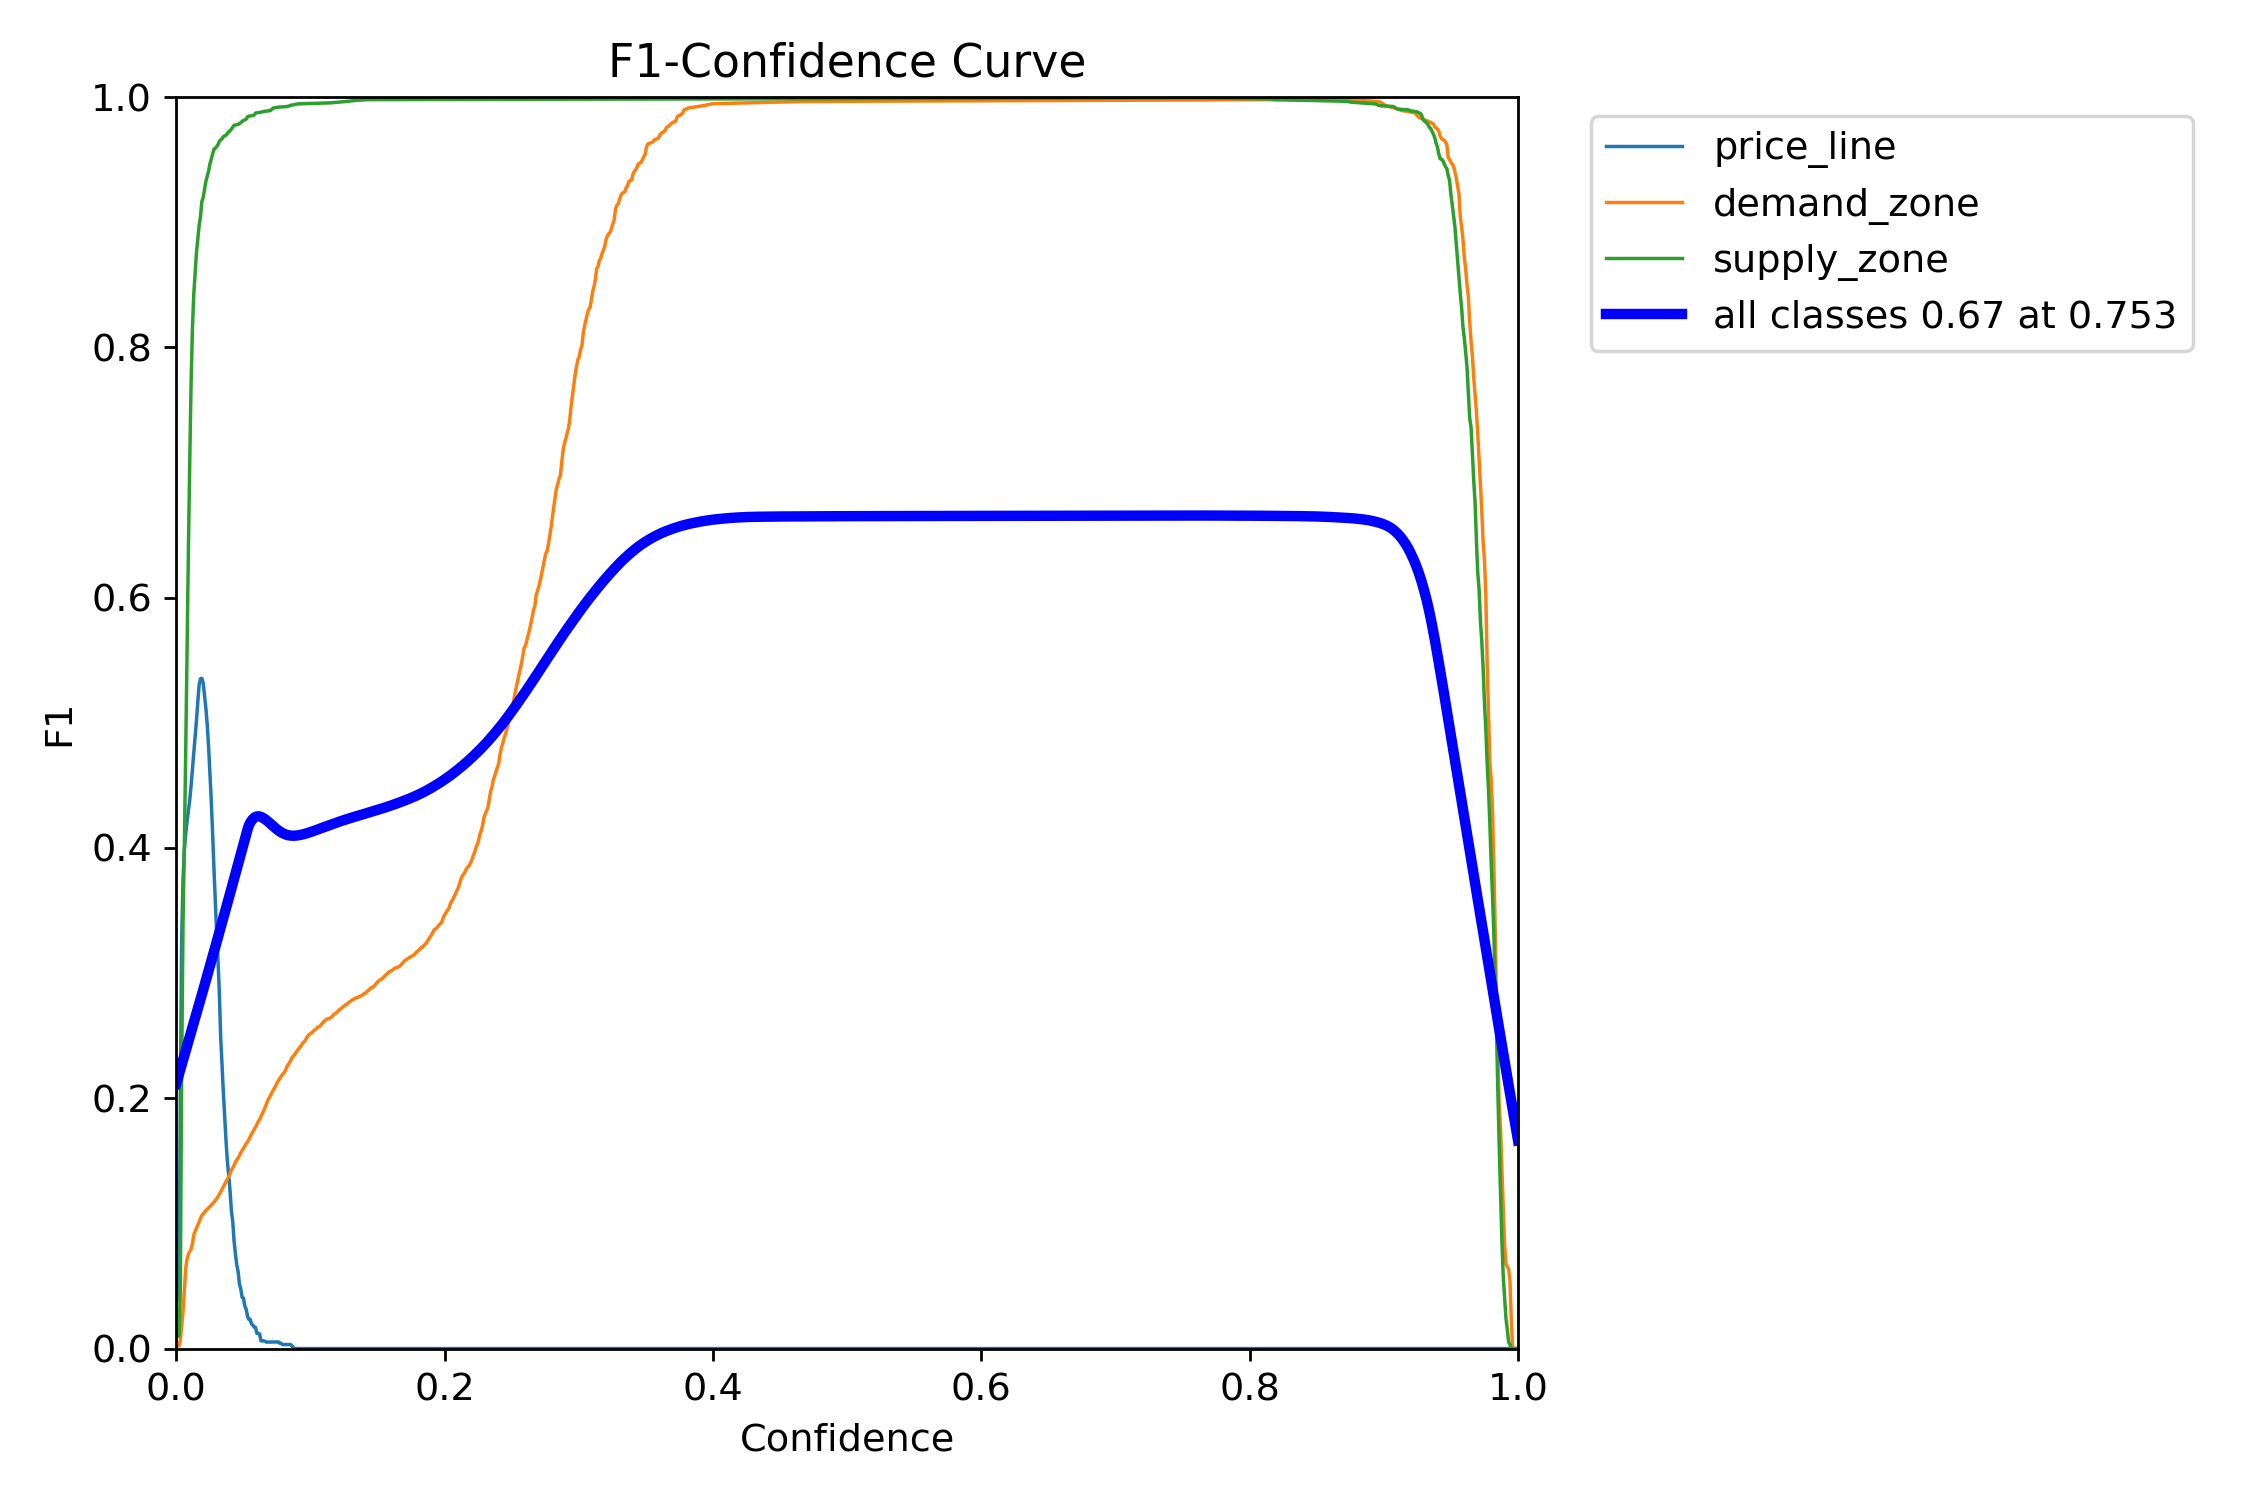 F1-Confidence Curve
1.0
0.8
0.6
0.4
0.2
0.0
F1
0.0 0.2 0.4 0.6 0.8 1.0
Confidence
price_line
demand_zone
supply_zone
all classes 0.67 at 0.753